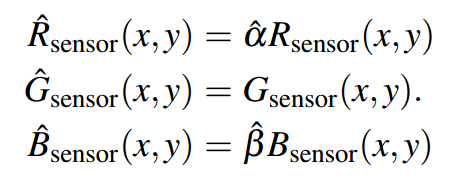 R̂sensor(x,y) = α̂Rsensor(x,y)
Ĝsensor(x,y) = Gsensor(x,y).
B̂sensor(x,y) = β̂Bsensor(x,y)